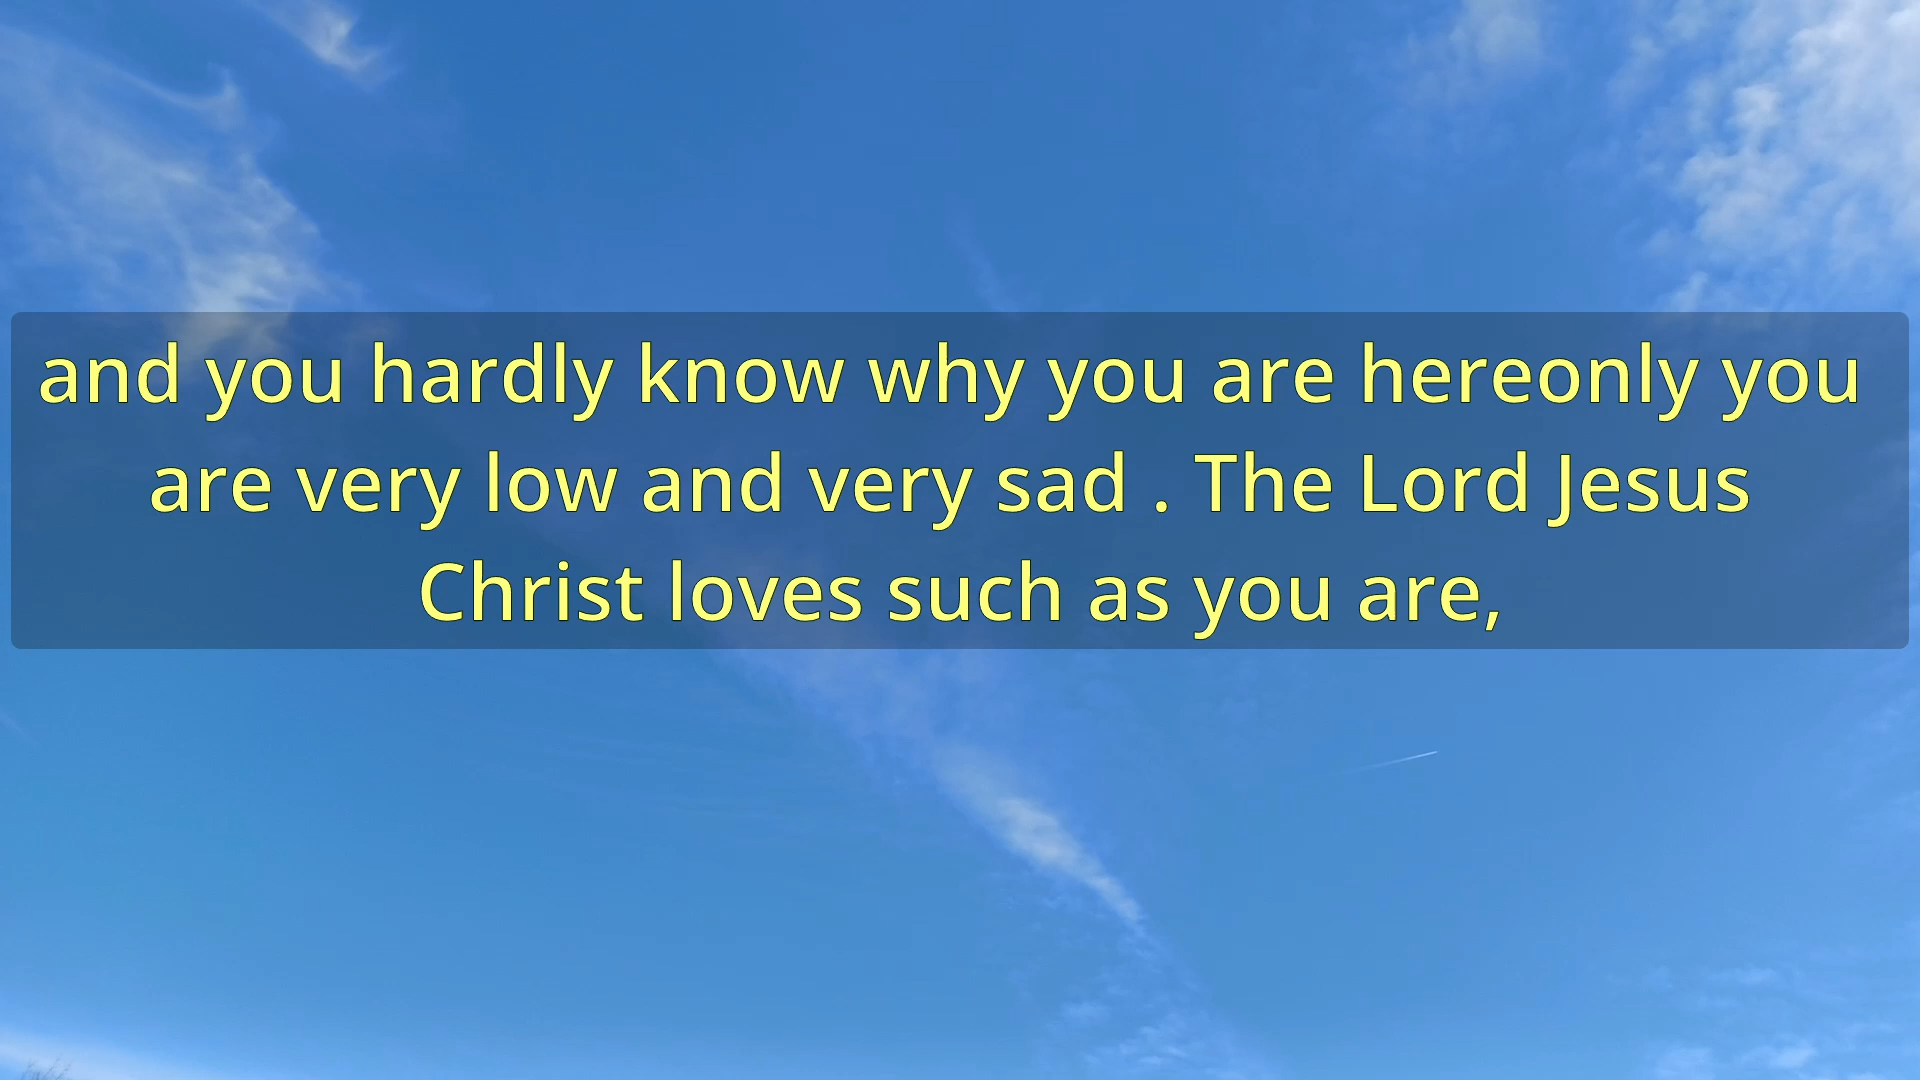 and you hardly know why you are hereonly you
are very low and very sad . The Lord Jesus
Christ loves such as you are,